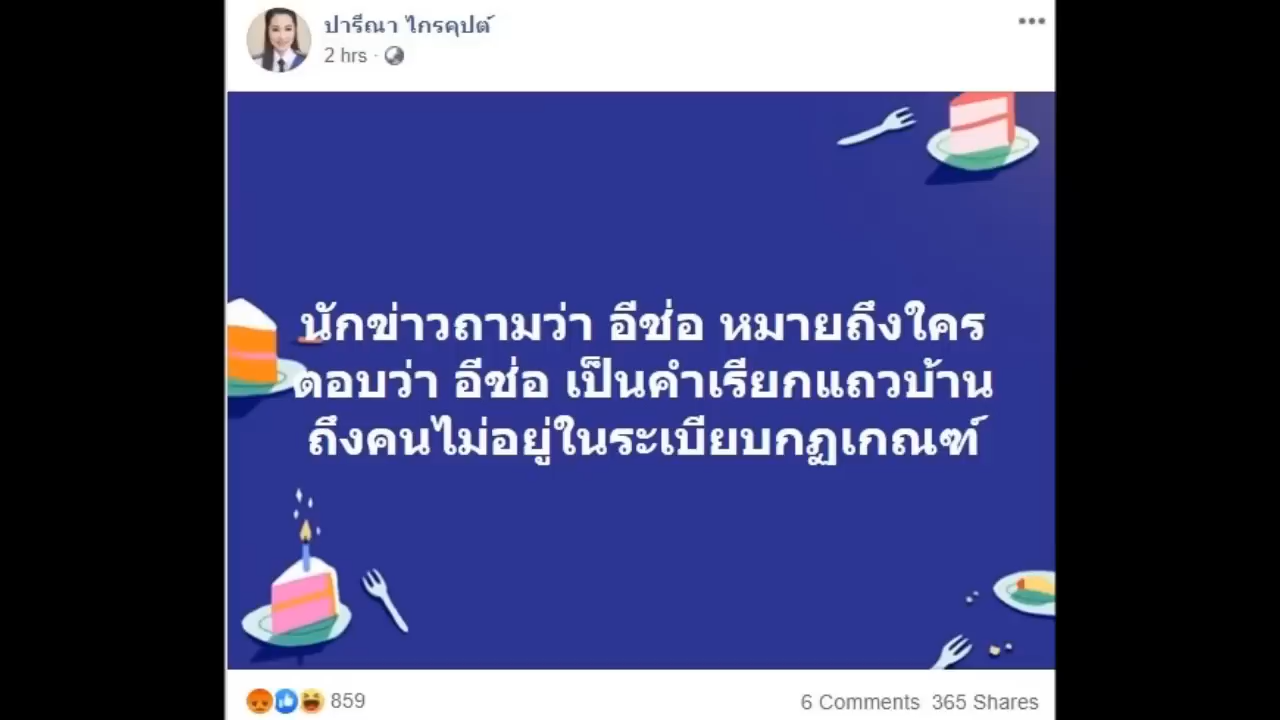 ปารีณา ไกรคุปต์
2 hrs ·
นักข่าวถามว่า อีช่อ หมายถึงใคร
ตอบว่า อีช่อ เป็นคำเรียกแถวบ้าน
ถึงคนไม่อยู่ในระเบียบกฏเกณฑ์
859
6 Comments 365 Shares